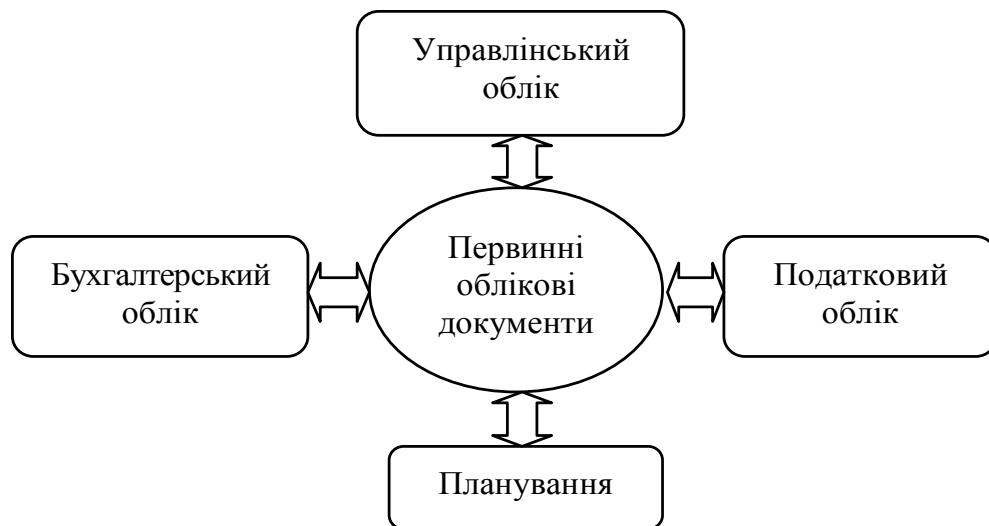 Управлінський
облік
Бухгалтерський
облік
Первинні
облікові
документи
Податковий
облік
Планування